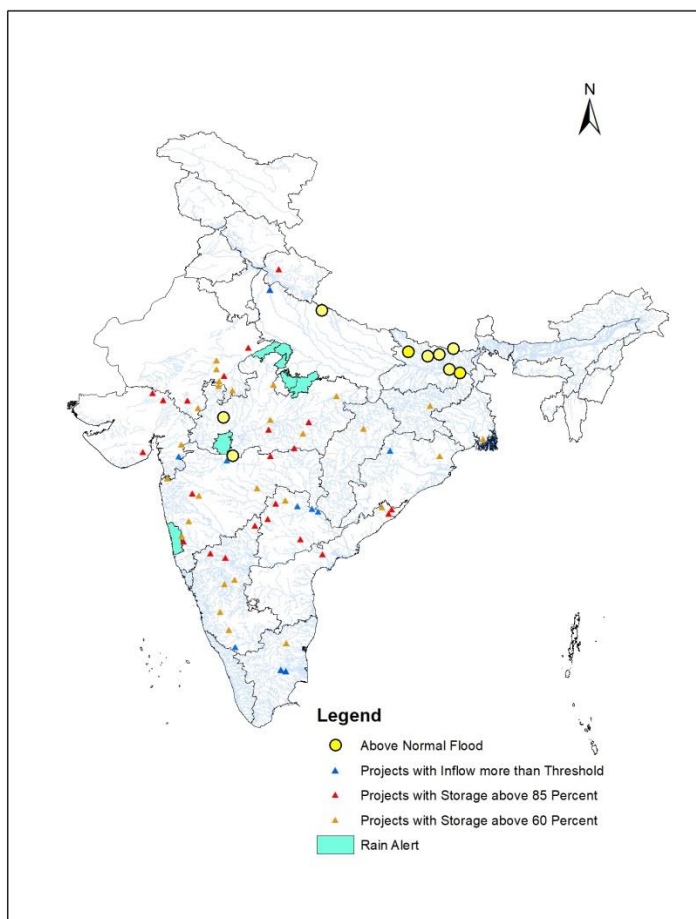 N
Legend
Above Normal Flood
Projects with Inflow more than Threshold
Projects with Storage above 85 Percent
Projects with Storage above 60 Percent
Rain Alert